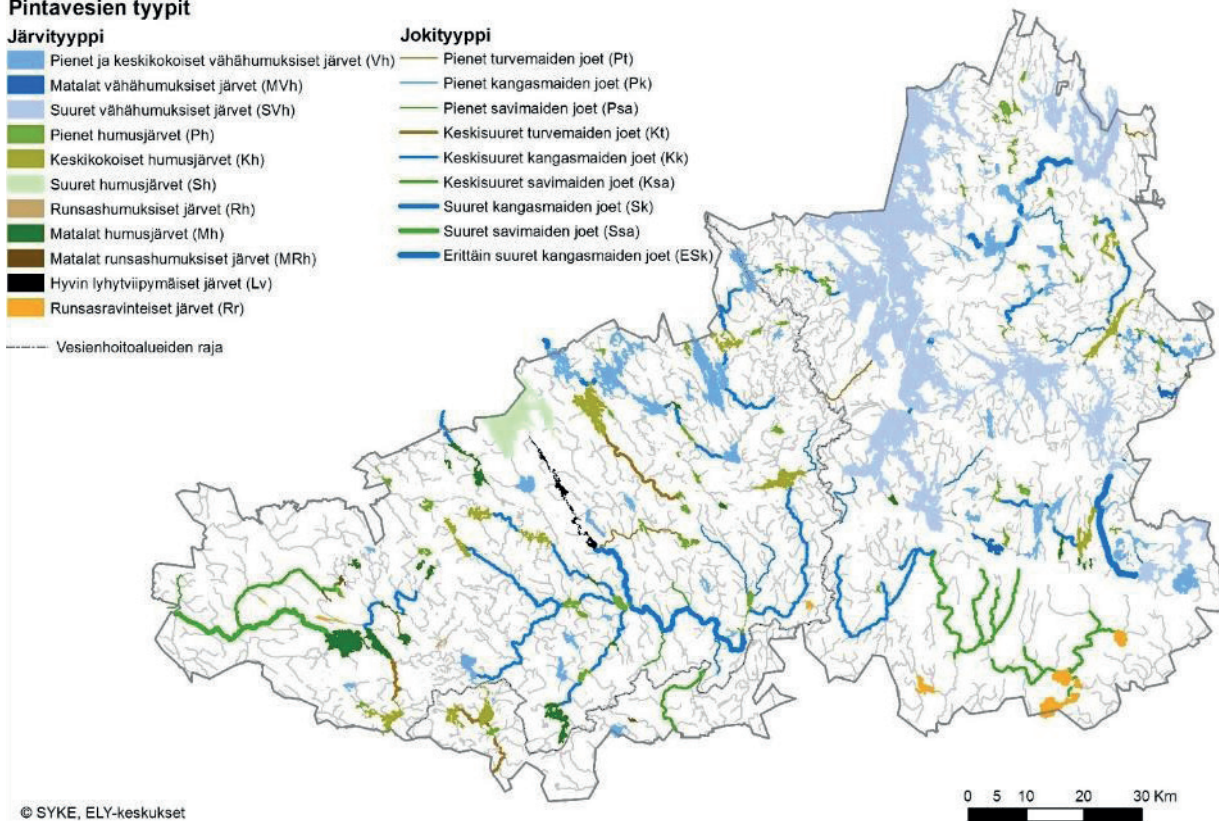 Pintavesien tyypit
Järvityyppi
Pienet ja keskikokoiset vähähumuksiset järvet (Vh)
Matalat vähähumuksiset järvet (MVh)
Suuret vähähumuksiset järvet (SVh)
Pienet humusjärvet (Ph)
Keskikokoiset humusjärvet (Kh)
Suuret humusjärvet (Sh)
Runsashumuksiset järvet (Rh)
Matalat humusjärvet (Mh)
Matalat runsashumuksiset järvet (MRh)
Hyvin lyhytviipymäiset järvet (Lv)
Runsasravinteiset järvet (Rr)
Vesienhoitoalueiden raja
Jokityyppi
Pienet turvemaiden joet (Pt)
Pienet kangasmaiden joet (Pk)
Pienet savimaiden joet (Psa)
Keskisuuret turvemaiden joet (Kt)
Keskisuuret kangasmaiden joet (Kk)
Keskisuuret savimaiden joet (Ksa)
Suuret kangasmaiden joet (Sk)
Suuret savimaiden joet (Ssa)
Erittäin suuret kangasmaiden joet (ESk)
© SYKE, ELY-keskukset
0 5 10 20 30 Km